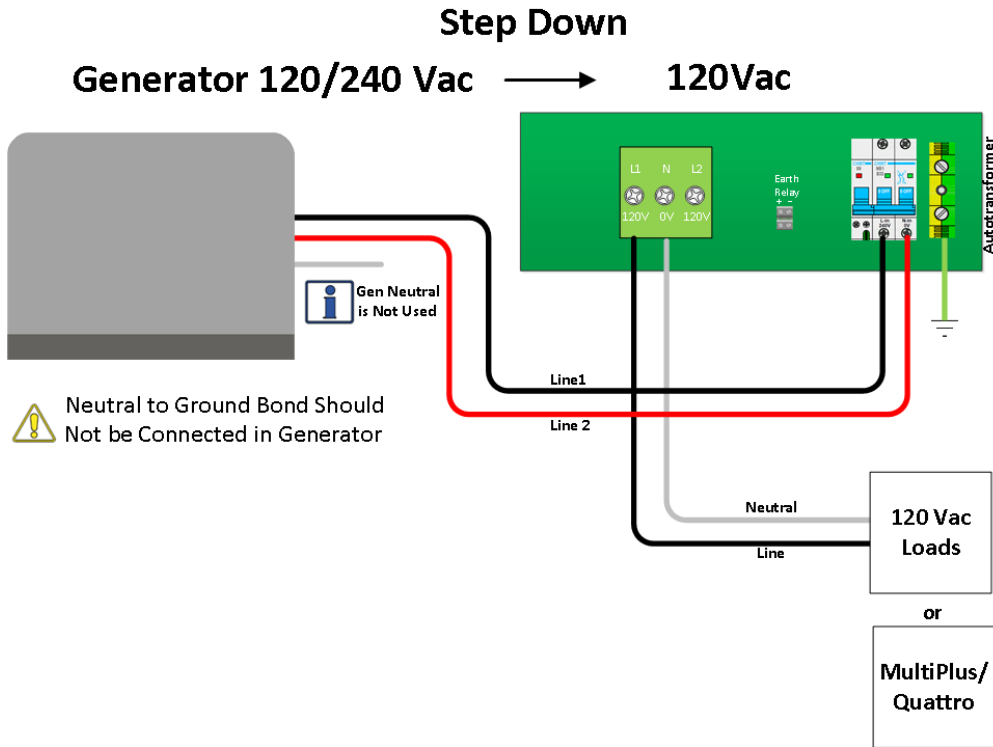 Step Down
Generator 120/240 Vac
120Vac
L1 N L2
120V 0V 120V
Earth
Relay
+ -
Autotransformer
240V
0V
Gen Neutral
is Not Used
Neutral to Ground Bond Should
Not be Connected in Generator
Line1
Line 2
Neutral
Line
120 Vac
Loads
or
MultiPlus/
Quattro